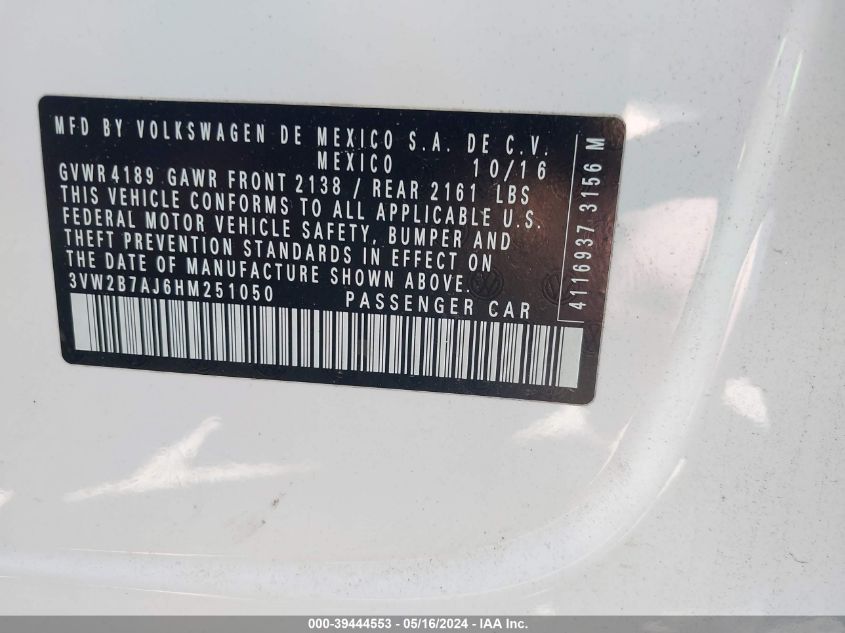 MFD BY VOLKSWAGEN DE MEXICO S.A. DE C.V.
MEXICO 10/16
GVWR 4189 GAWR FRONT 2138 / REAR 2161 LBS
THIS VEHICLE CONFORMS TO ALL APPLICABLE U.S.
FEDERAL MOTOR VEHICLE SAFETY, BUMPER AND
THEFT PREVENTION STANDARDS IN EFFECT ON
THE DATE OF MANUFACTURE SHOWN ABOVE.
3VW2B7AJ6HM251050 PASSENGER CAR
4116937 3156 M
000-39444553 - 05/16/2024 - IAA Inc.